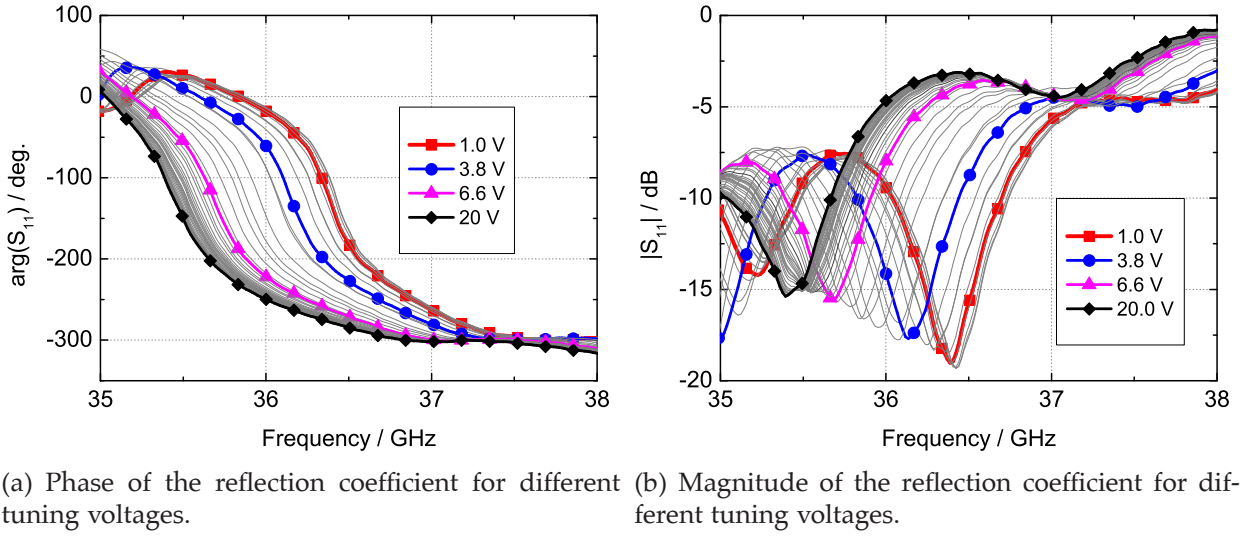 100
0
-100
-200
-300
35
36
37
38
arg(S11) / deg.
Frequency / GHz
1.0 V
3.8 V
6.6 V
20 V
0
-5
-10
-15
-20
35
36
37
38
|S11| / dB
Frequency / GHz
1.0 V
3.8 V
6.6 V
20.0 V
(a) Phase of the reflection coefficient for different
tuning voltages.
(b) Magnitude of the reflection coefficient for dif-
ferent tuning voltages.